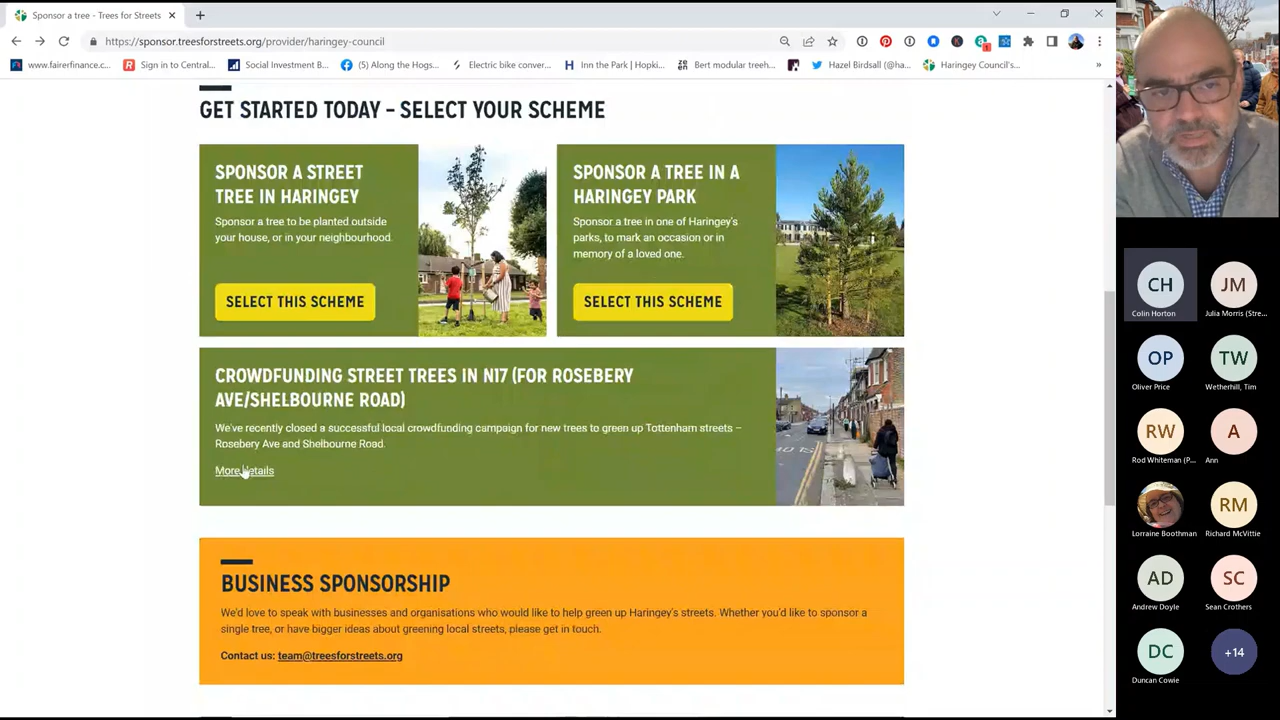 Sponsor a tree - Trees for Streets
https://sponsor.treesforstreets.org/provider/haringey-council
www.fairerfinance.c...
Sign in to Central...
Social Investment B...
(5) Along the Hogs...
Electric bike conver...
Inn the Park | Hopki...
Bert modular treeh...
Hazel Birdsall (@ha...
Haringey Council's...
»
GET STARTED TODAY – SELECT YOUR SCHEME
SPONSOR A STREET
TREE IN HARINGEY
Sponsor a tree to be planted outside
your house, or in your neighbourhood.
SELECT THIS SCHEME
SPONSOR A TREE IN A
HARINGEY PARK
Sponsor a tree in one of Haringey's
parks, to mark an occasion or in
memory of a loved one.
SELECT THIS SCHEME
CROWDFUNDING STREET TREES IN N17 (FOR ROSEBERY
AVE/SHELBOURNE ROAD)
We've recently closed a successful local crowdfunding campaign for new trees to green up Tottenham streets –
Rosebery Ave and Shelbourne Road.
More details
BUSINESS SPONSORSHIP
We'd love to speak with businesses and organisations who would like to help green up Haringey's streets. Whether you'd like to sponsor a
single tree, or have bigger ideas about greening local streets, please get in touch.
Contact us: team@treesforstreets.org
CH
Colin Horton
JM
Julia Morris (Stre...
OP
Oliver Price
TW
Wetherhill, Tim
RW
Rod Whiteman (P...
A
Ann
Lorraine Boothman
RM
Richard McVittie
AD
Andrew Doyle
SC
Sean Crothers
DC
Duncan Cowie
+14